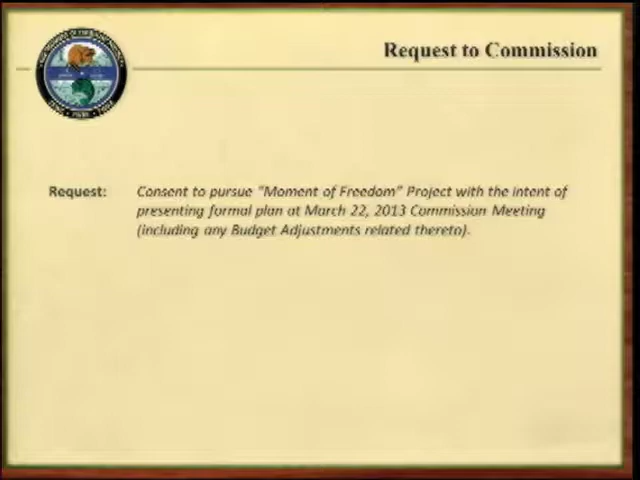 Request to Commission
Request: Consent to pursue "Moment of Freedom" Project with the intent of
presenting formal plan at March 22, 2013 Commission Meeting
(including any Budget Adjustments related thereto).